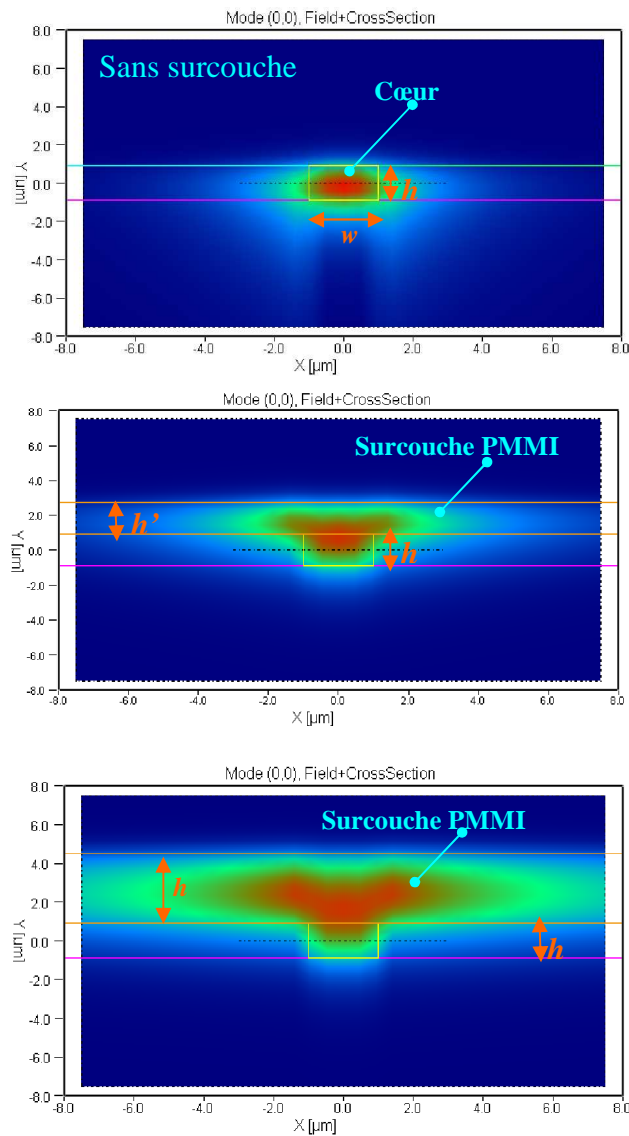 Mode (0,0), Field+CrossSection
8.0
Sans surcouche
6.0
Cœur
4.0
2.0
Y [µm]
0.0
h
-2.0
w
-4.0
-6.0
-8.0
-8.0 -6.0 -4.0 -2.0 0.0 2.0 4.0 6.0 8.0
X [µm]
Mode (0,0), Field+CrossSection
8.0
6.0
Surcouche PMMI
4.0
2.0
h’
Y [µm]
0.0
h
-2.0
-4.0
-6.0
-8.0
-8.0 -6.0 -4.0 -2.0 0.0 2.0 4.0 6.0 8.0
X [µm]
Mode (0,0), Field+CrossSection
8.0
6.0
Surcouche PMMI
4.0
h
2.0
Y [µm]
0.0
h
-2.0
-4.0
-6.0
-8.0
-8.0 -6.0 -4.0 -2.0 0.0 2.0 4.0 6.0 8.0
X [µm]